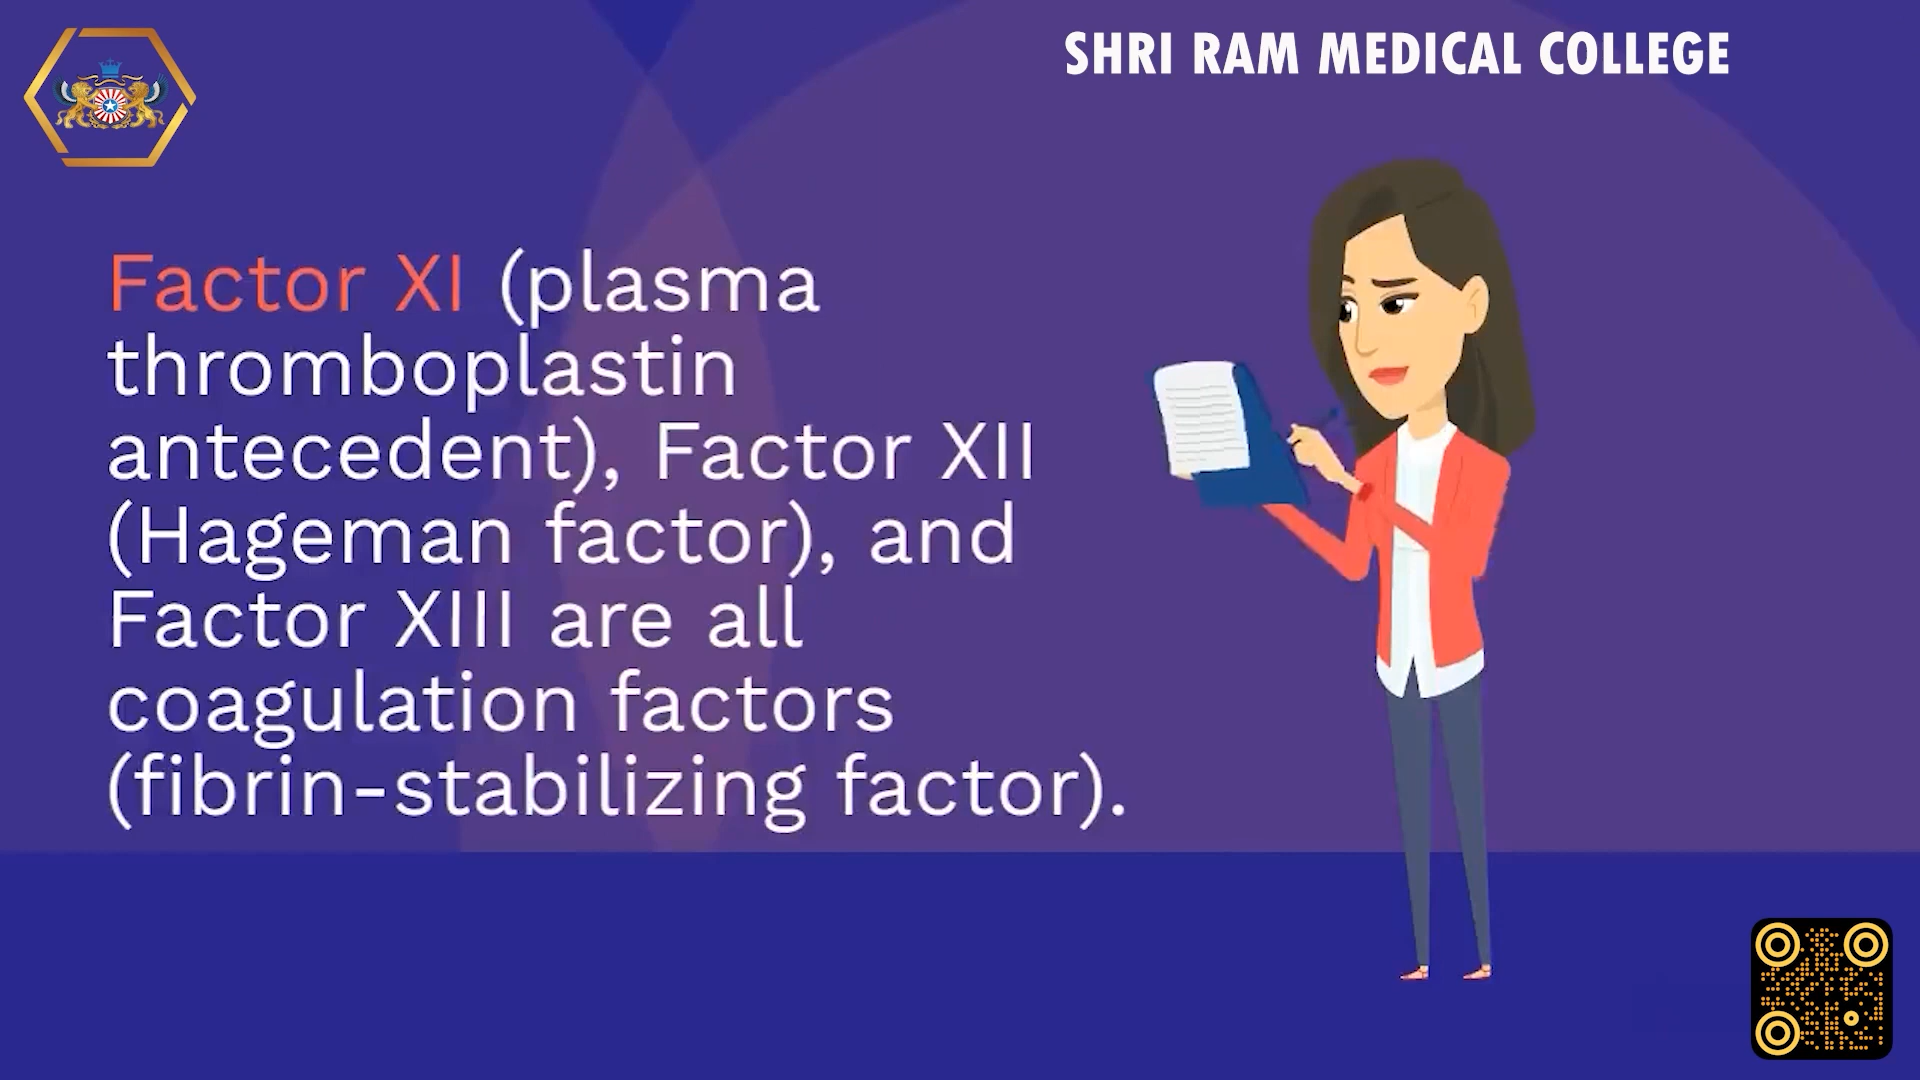 SHRI RAM MEDICAL COLLEGE
Factor XI (plasma
thromboplastin
antecedent), Factor XII
(Hageman factor), and
Factor XIII are all
coagulation factors
(fibrin-stabilizing factor).